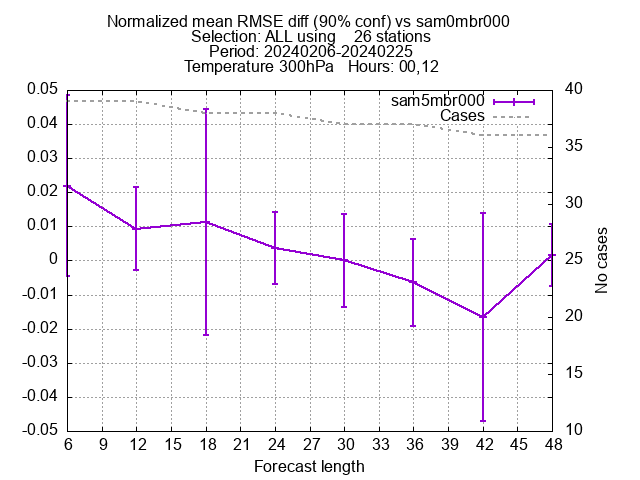 Normalized mean RMSE diff (90% conf) vs sam0mbr000
Selection: ALL using    26 stations
Period: 20240206-20240225
Temperature 300hPa   Hours: 00,12
sam5mbr000
Cases
0.05
0.04
0.03
0.02
0.01
0
-0.01
-0.02
-0.03
-0.04
-0.05
40
35
30
25
20
15
10
No cases
6 9 12 15 18 21 24 27 30 33 36 39 42 45 48
Forecast length